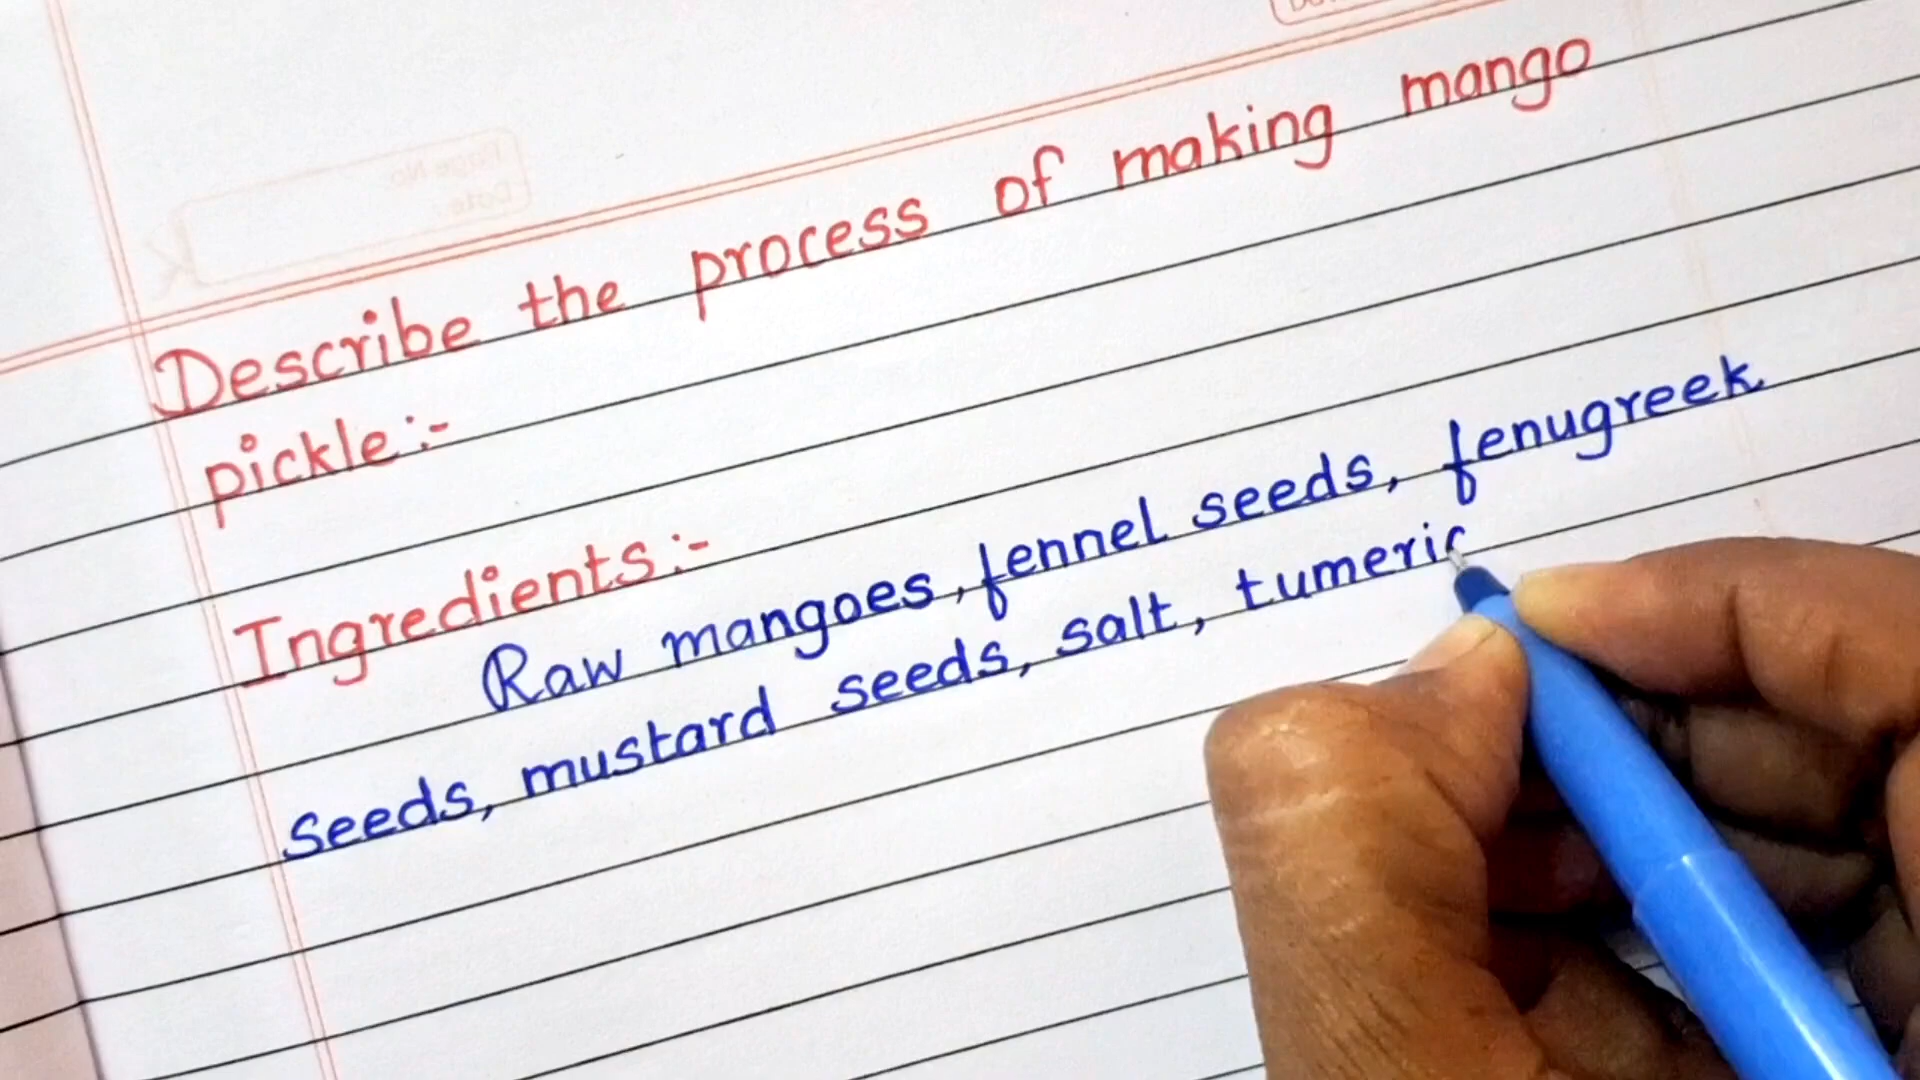 Describe the process of making mango
pickle:-
Ingredients:-
Raw mangoes, fennel seeds, fenugreek
seeds, mustard seeds, salt, tumeric